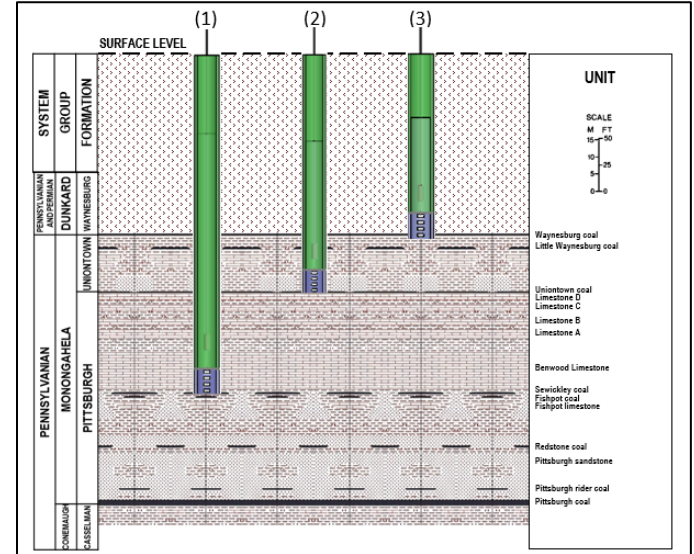 (1)
(2)
(3)
SURFACE LEVEL
SYSTEM
GROUP
FORMATION
UNIT
SCALE
M FT
15 50
10
25
5
0 0
PENNSYLVANIAN
AND PERMIAN
DUNKARD
WAYNESBURG
Waynesburg coal
Little Waynesburg coal
UNIONTOWN
Uniontown coal
Limestone D
Limestone C
Limestone B
Limestone A
PENNSYLVANIAN
MONONGAHELA
PITTSBURGH
Benwood Limestone
Sewickley coal
Fishpot coal
Fishpot limestone
Redstone coal
Pittsburgh sandstone
Pittsburgh rider coal
Pittsburgh coal
CONEMAUGH
CASSELMAN